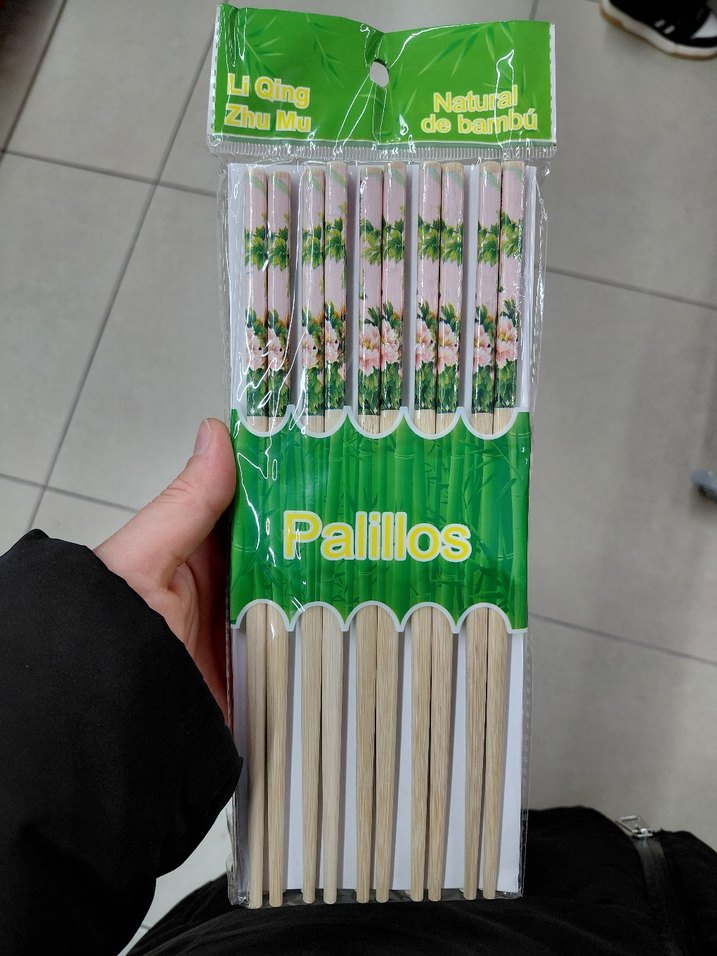 Li Qing
Zhu Mu
Natural
de bambú
Palillos